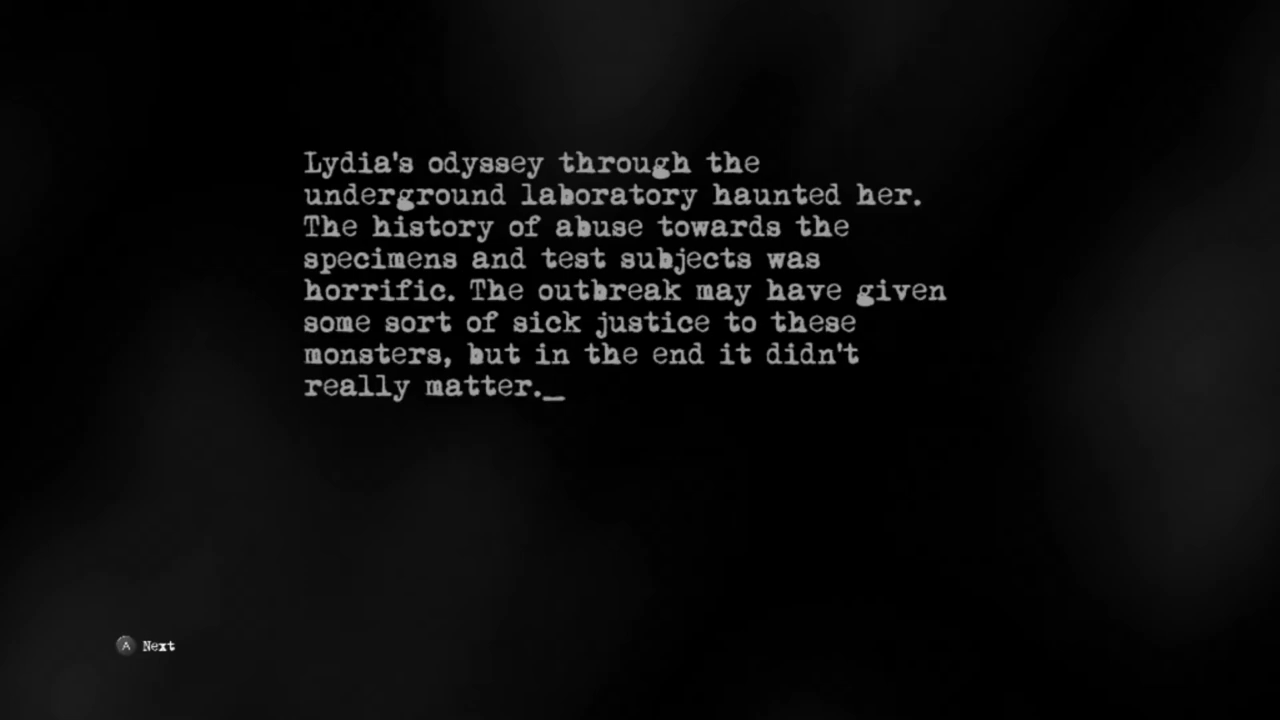 Lydia's odyssey through the
underground laboratory haunted her.
The history of abuse towards the
specimens and test subjects was
horrific. The outbreak may have given
some sort of sick justice to these
monsters, but in the end it didn't
really matter._
A Next